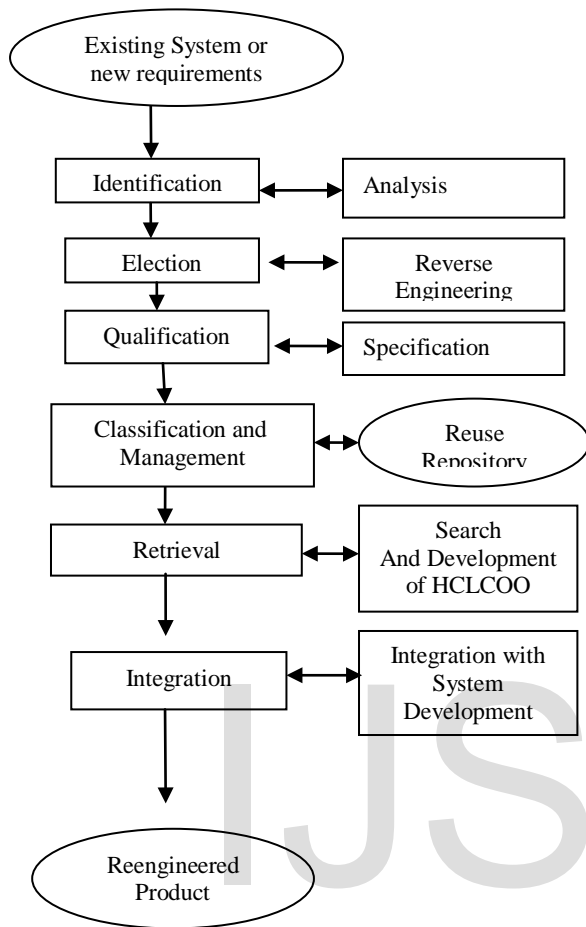 Existing System or
new requirements
Identification
Analysis
Election
Reverse
Engineering
Qualification
Specification
Classification and
Management
Reuse
Repository
Retrieval
Search
And Development
of HCLCOO
Integration
Integration with
System
Development
IJS
Reengineered
Product